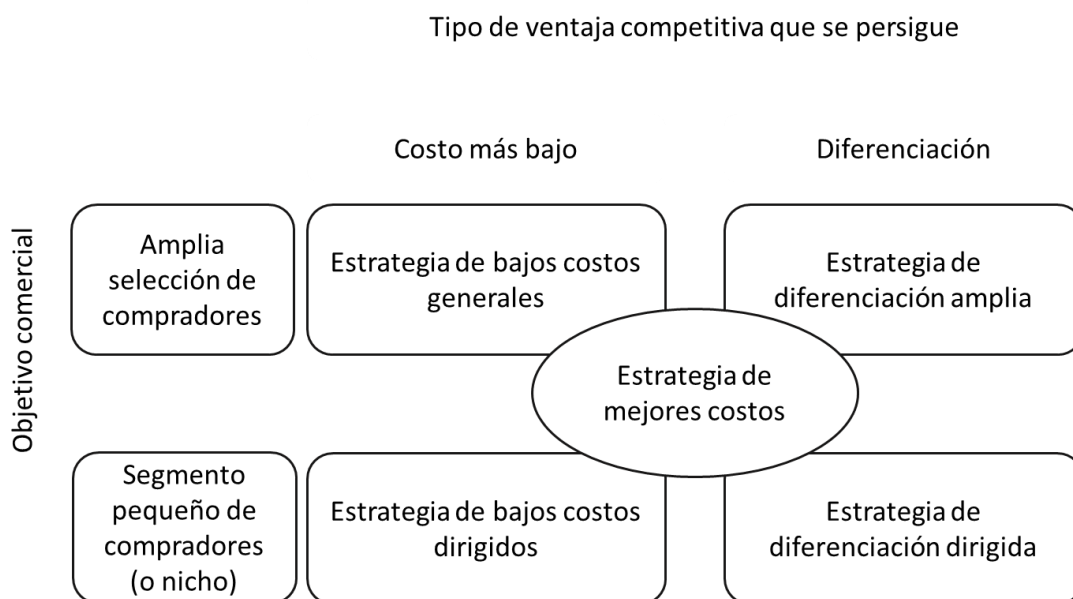 Tipo de ventaja competitiva que se persigue
Costo más bajo
Diferenciación
Objetivo comercial
Amplia
selección de
compradores
Estrategia de bajos costos
generales
Estrategia de
diferenciación amplia
Estrategia de
mejores costos
Segmento
pequeño de
compradores
(o nicho)
Estrategia de bajos costos
dirigidos
Estrategia de
diferenciación dirigida